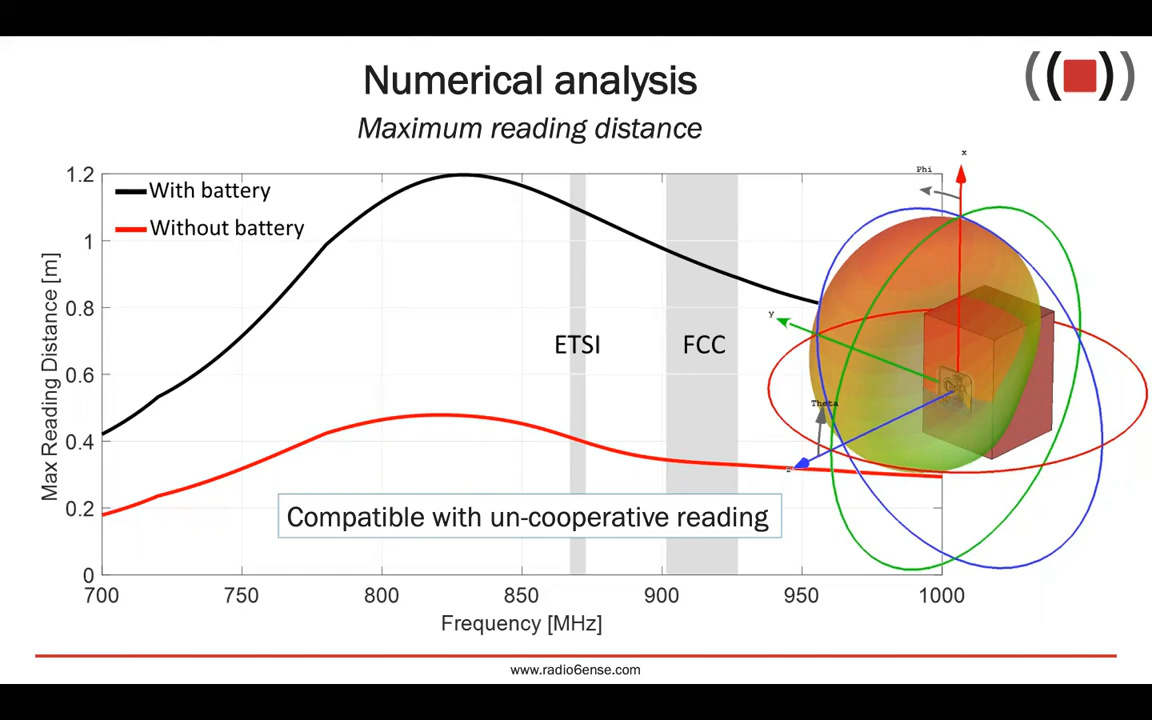 Numerical analysis
Maximum reading distance
With battery
Without battery
Max Reading Distance [m]
1.2
1
0.8
0.6
0.4
0.2
0
700
750
800
850
900
950
1000
Frequency [MHz]
ETSI
FCC
Compatible with un-cooperative reading
x
Phi
y
Theta
z
www.radio6ense.com